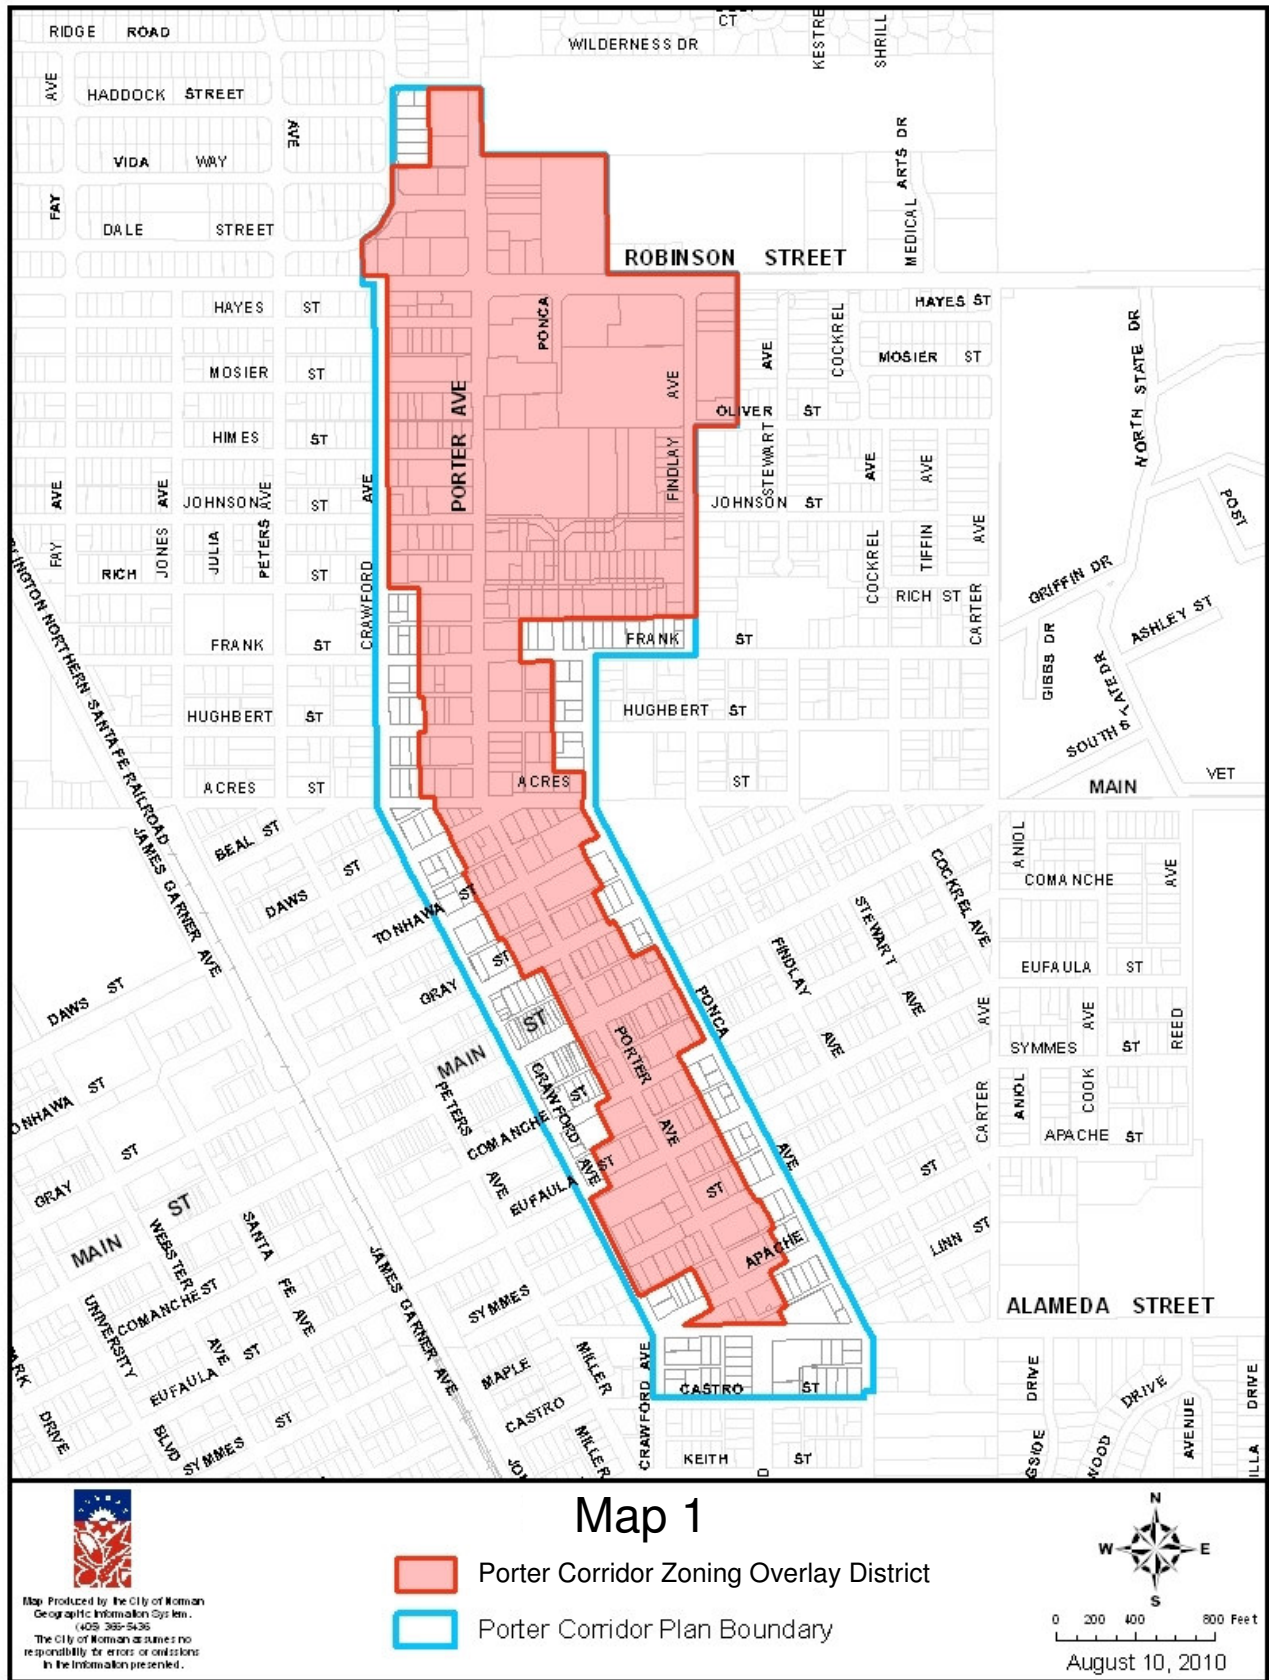 RIDGE ROAD
WILDERNESS DR
CT
KESTRE
SHRILL
AVE
HADDOCK STREET
AVE
VIDA WAY
MEDICAL ARTS DR
FAY
DALE STREET
ROBINSON STREET
HAYES ST
PONCA
COCKREL
HAYES ST
NORTH STATE DR
MOSIER ST
AVE
MOSIER ST
PORTER AVE
AVE
OLIVER ST
HIMES ST
STEWART
FINDLAY
AVE
AVE
JOHNSON ST
AVE
PETERS AVE
AVE
JOHNSON ST
AVE
AVE
POST
FAY
RICH ST
JONES
JULIA
CRAWFORD
COCKREL
TIFFIN
RICH ST
CARTER AVE
GRIFFIN DR
ASHLEY ST
GIBBS DR
FRANK ST
FRANK ST
HUGHBERT ST
HUGHBERT ST
SOUTH STATE DR
ACRES ST
ACRES ST
MAIN
VET
LINGTON NORTHERN SANTA FE RAILROAD
JAMES GARNER AVE
BEAL ST
DAWS ST
TONHAWA ST
GRAY ST
MAIN ST
COCKREL AVE
STEWART AVE
FINDLAY AVE
PONCA AVE
ANIOL
COMANCHE
AVE
EUFAULA ST
AVE
AVE
REED
SYMMES ST
CARTER
ANIOL
COOK
APACHE ST
DAWS ST
ONHAWA ST
GRAY ST
MAIN ST
PORTER AVE
PETERS AVE
CRAWFORD AVE
COMANCHE ST
EUFAULA ST
ST
APACHE
ST
LINN ST
SYMMES
WEBSTER
SANTA FE AVE
JAMES GARNER AVE
COMANCHE ST
UNIVERSITY BLVD
AVE
EUFAULA ST
SYMMES ST
ARK DRIVE
ALAMEDA STREET
MAPLE
MILLER
CASTRO
MILLER
CRAWFORD AVE
CASTRO ST
KEITH ST
D
JO
GSIDE DRIVE
WOOD DRIVE
AVENUE
ILLA DRIVE
Map 1
Porter Corridor Zoning Overlay District
Porter Corridor Plan Boundary
Map Produced by the City of Norman
Geographic Information System.
(405) 366-5436
The City of Norman assumes no
responsibility for errors or omissions
in the information presented.
N
W E
S
0 200 400 800 Feet
August 10, 2010